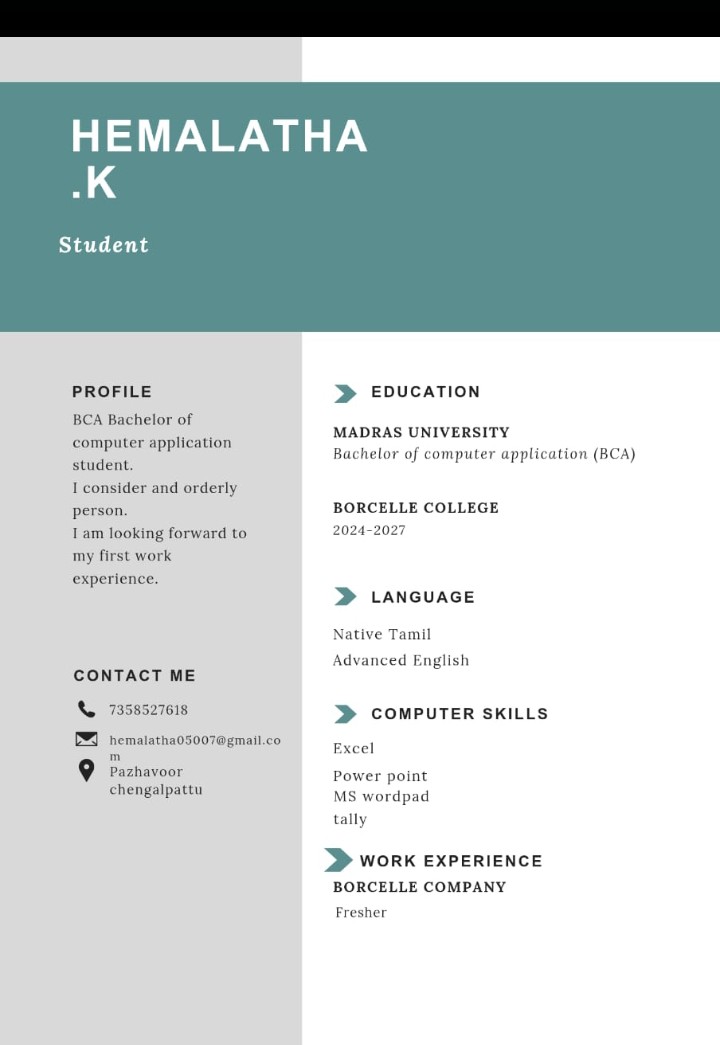 HEMALATHA
.K
Student
PROFILE
BCA Bachelor of
computer application
student.
I consider and orderly
person.
I am looking forward to
my first work
experience.
CONTACT ME
7358527618
hemalatha05007@gmail.co
m
Pazhavoor
chengalpattu
EDUCATION
MADRAS UNIVERSITY
Bachelor of computer application (BCA)
BORCELLE COLLEGE
2024-2027
LANGUAGE
Native Tamil
Advanced English
COMPUTER SKILLS
Excel
Power point
MS wordpad
tally
WORK EXPERIENCE
BORCELLE COMPANY
Fresher